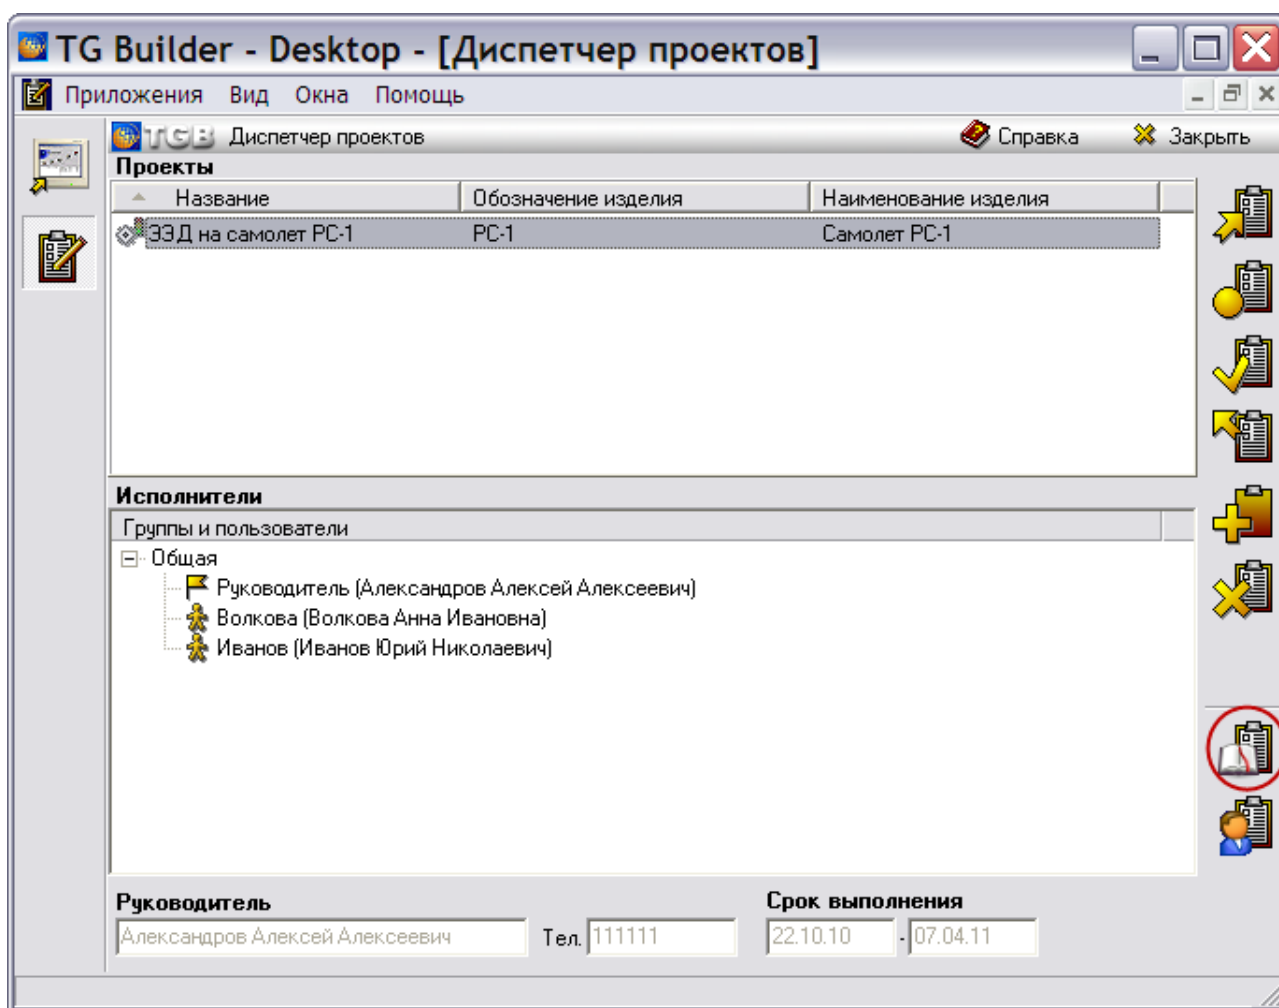 TG Builder - Desktop - [Диспетчер проектов]
Приложения Вид Окна Помощь
TGB Диспетчер проектов Справка Закрыть
Проекты
Название Обозначение изделия Наименование изделия
ЭЭД на самолет РС-1 РС-1 Самолет РС-1
Исполнители
Группы и пользователи
Общая
Руководитель (Александров Алексей Алексеевич)
Волкова (Волкова Анна Ивановна)
Иванов (Иванов Юрий Николаевич)
Руководитель Срок выполнения
Александров Алексей Алексеевич Тел. 111111 22.10.10 - 07.04.11